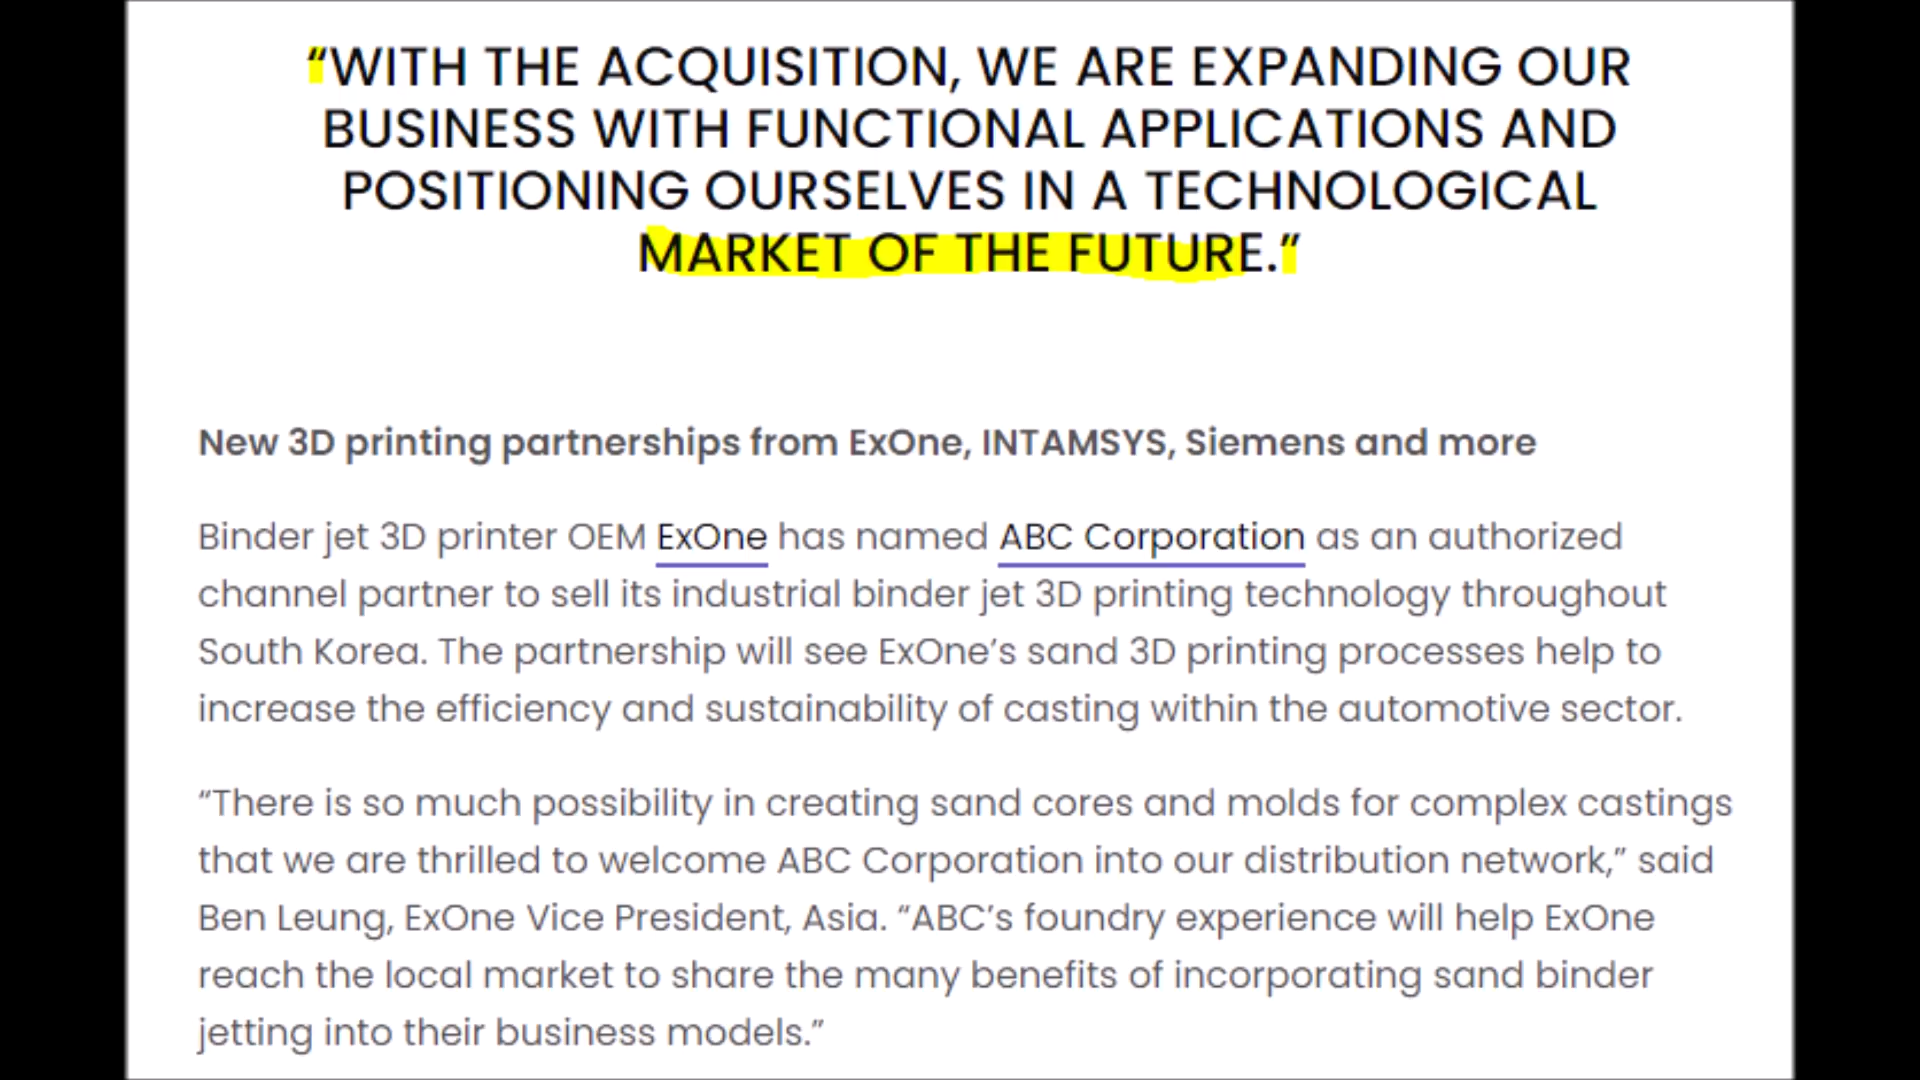 “WITH THE ACQUISITION, WE ARE EXPANDING OUR
BUSINESS WITH FUNCTIONAL APPLICATIONS AND
POSITIONING OURSELVES IN A TECHNOLOGICAL
MARKET OF THE FUTURE.”
New 3D printing partnerships from ExOne, INTAMSYS, Siemens and more
Binder jet 3D printer OEM ExOne has named ABC Corporation as an authorized
channel partner to sell its industrial binder jet 3D printing technology throughout
South Korea. The partnership will see ExOne’s sand 3D printing processes help to
increase the efficiency and sustainability of casting within the automotive sector.
“There is so much possibility in creating sand cores and molds for complex castings
that we are thrilled to welcome ABC Corporation into our distribution network,” said
Ben Leung, ExOne Vice President, Asia. “ABC’s foundry experience will help ExOne
reach the local market to share the many benefits of incorporating sand binder
jetting into their business models.”